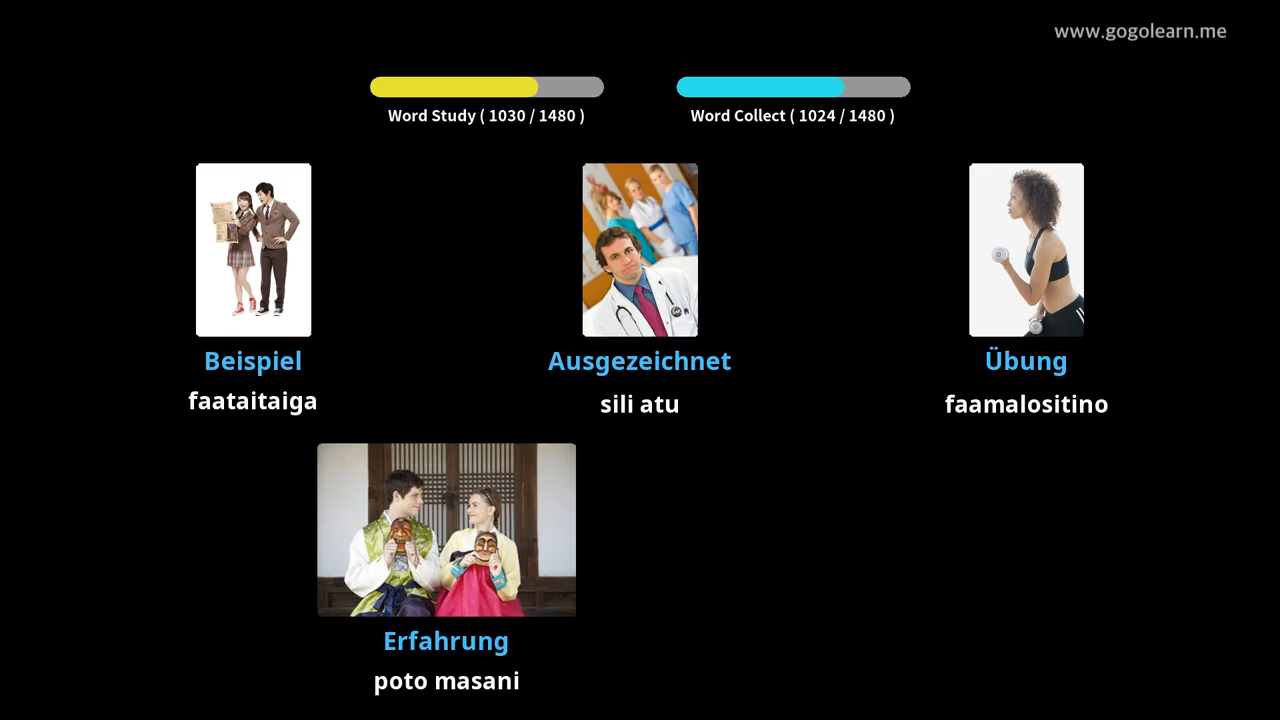 www.gogolearn.me
Word Study ( 1030 / 1480 )
Word Collect ( 1024 / 1480 )
Beispiel
faataitaiga
Ausgezeichnet
sili atu
Übung
faamalositino
Erfahrung
poto masani